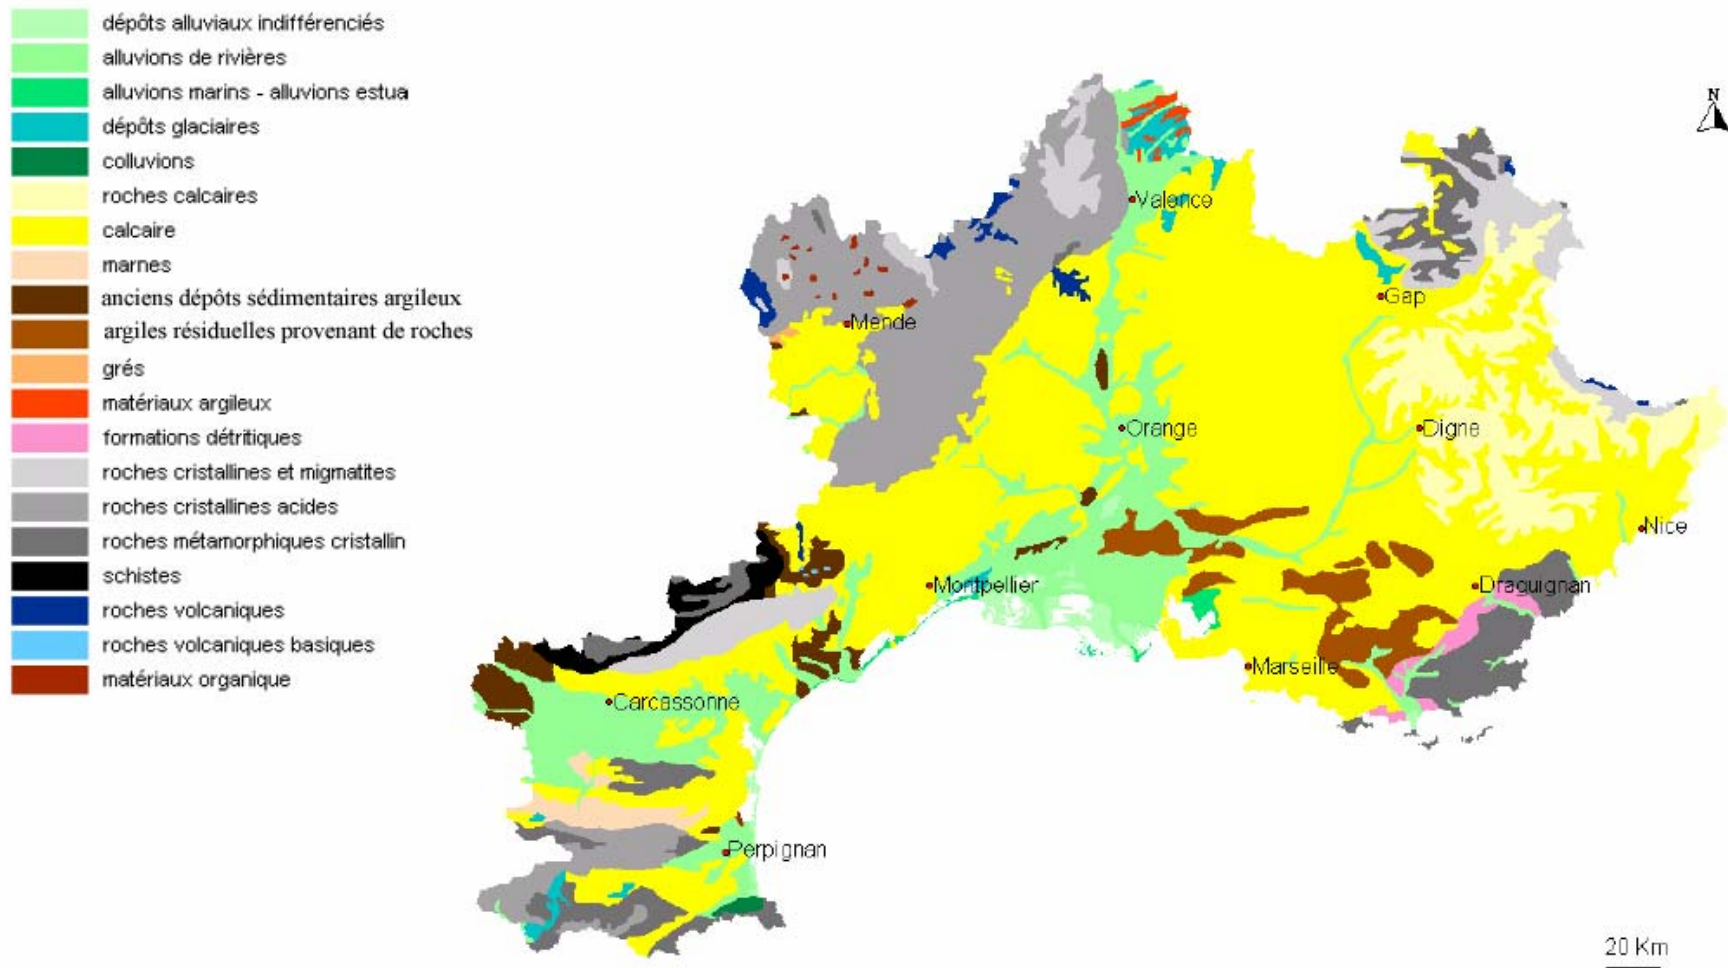 dépôts alluviaux indifférenciés
alluvions de rivières
alluvions marins - alluvions estua
dépôts glaciaires
colluvions
roches calcaires
calcaire
marnes
anciens dépôts sédimentaires argileux
argiles résiduelles provenant de roches
grés
matériaux argileux
formations détritiques
roches cristallines et migmatites
roches cristallines acides
roches métamorphiques cristallin
schistes
roches volcaniques
roches volcaniques basiques
matériaux organique
N
Valence
Gap
Mende
Orange
Digne
Nice
Montpellier
Draguignan
Marseille
Carcassonne
Perpignan
20 Km